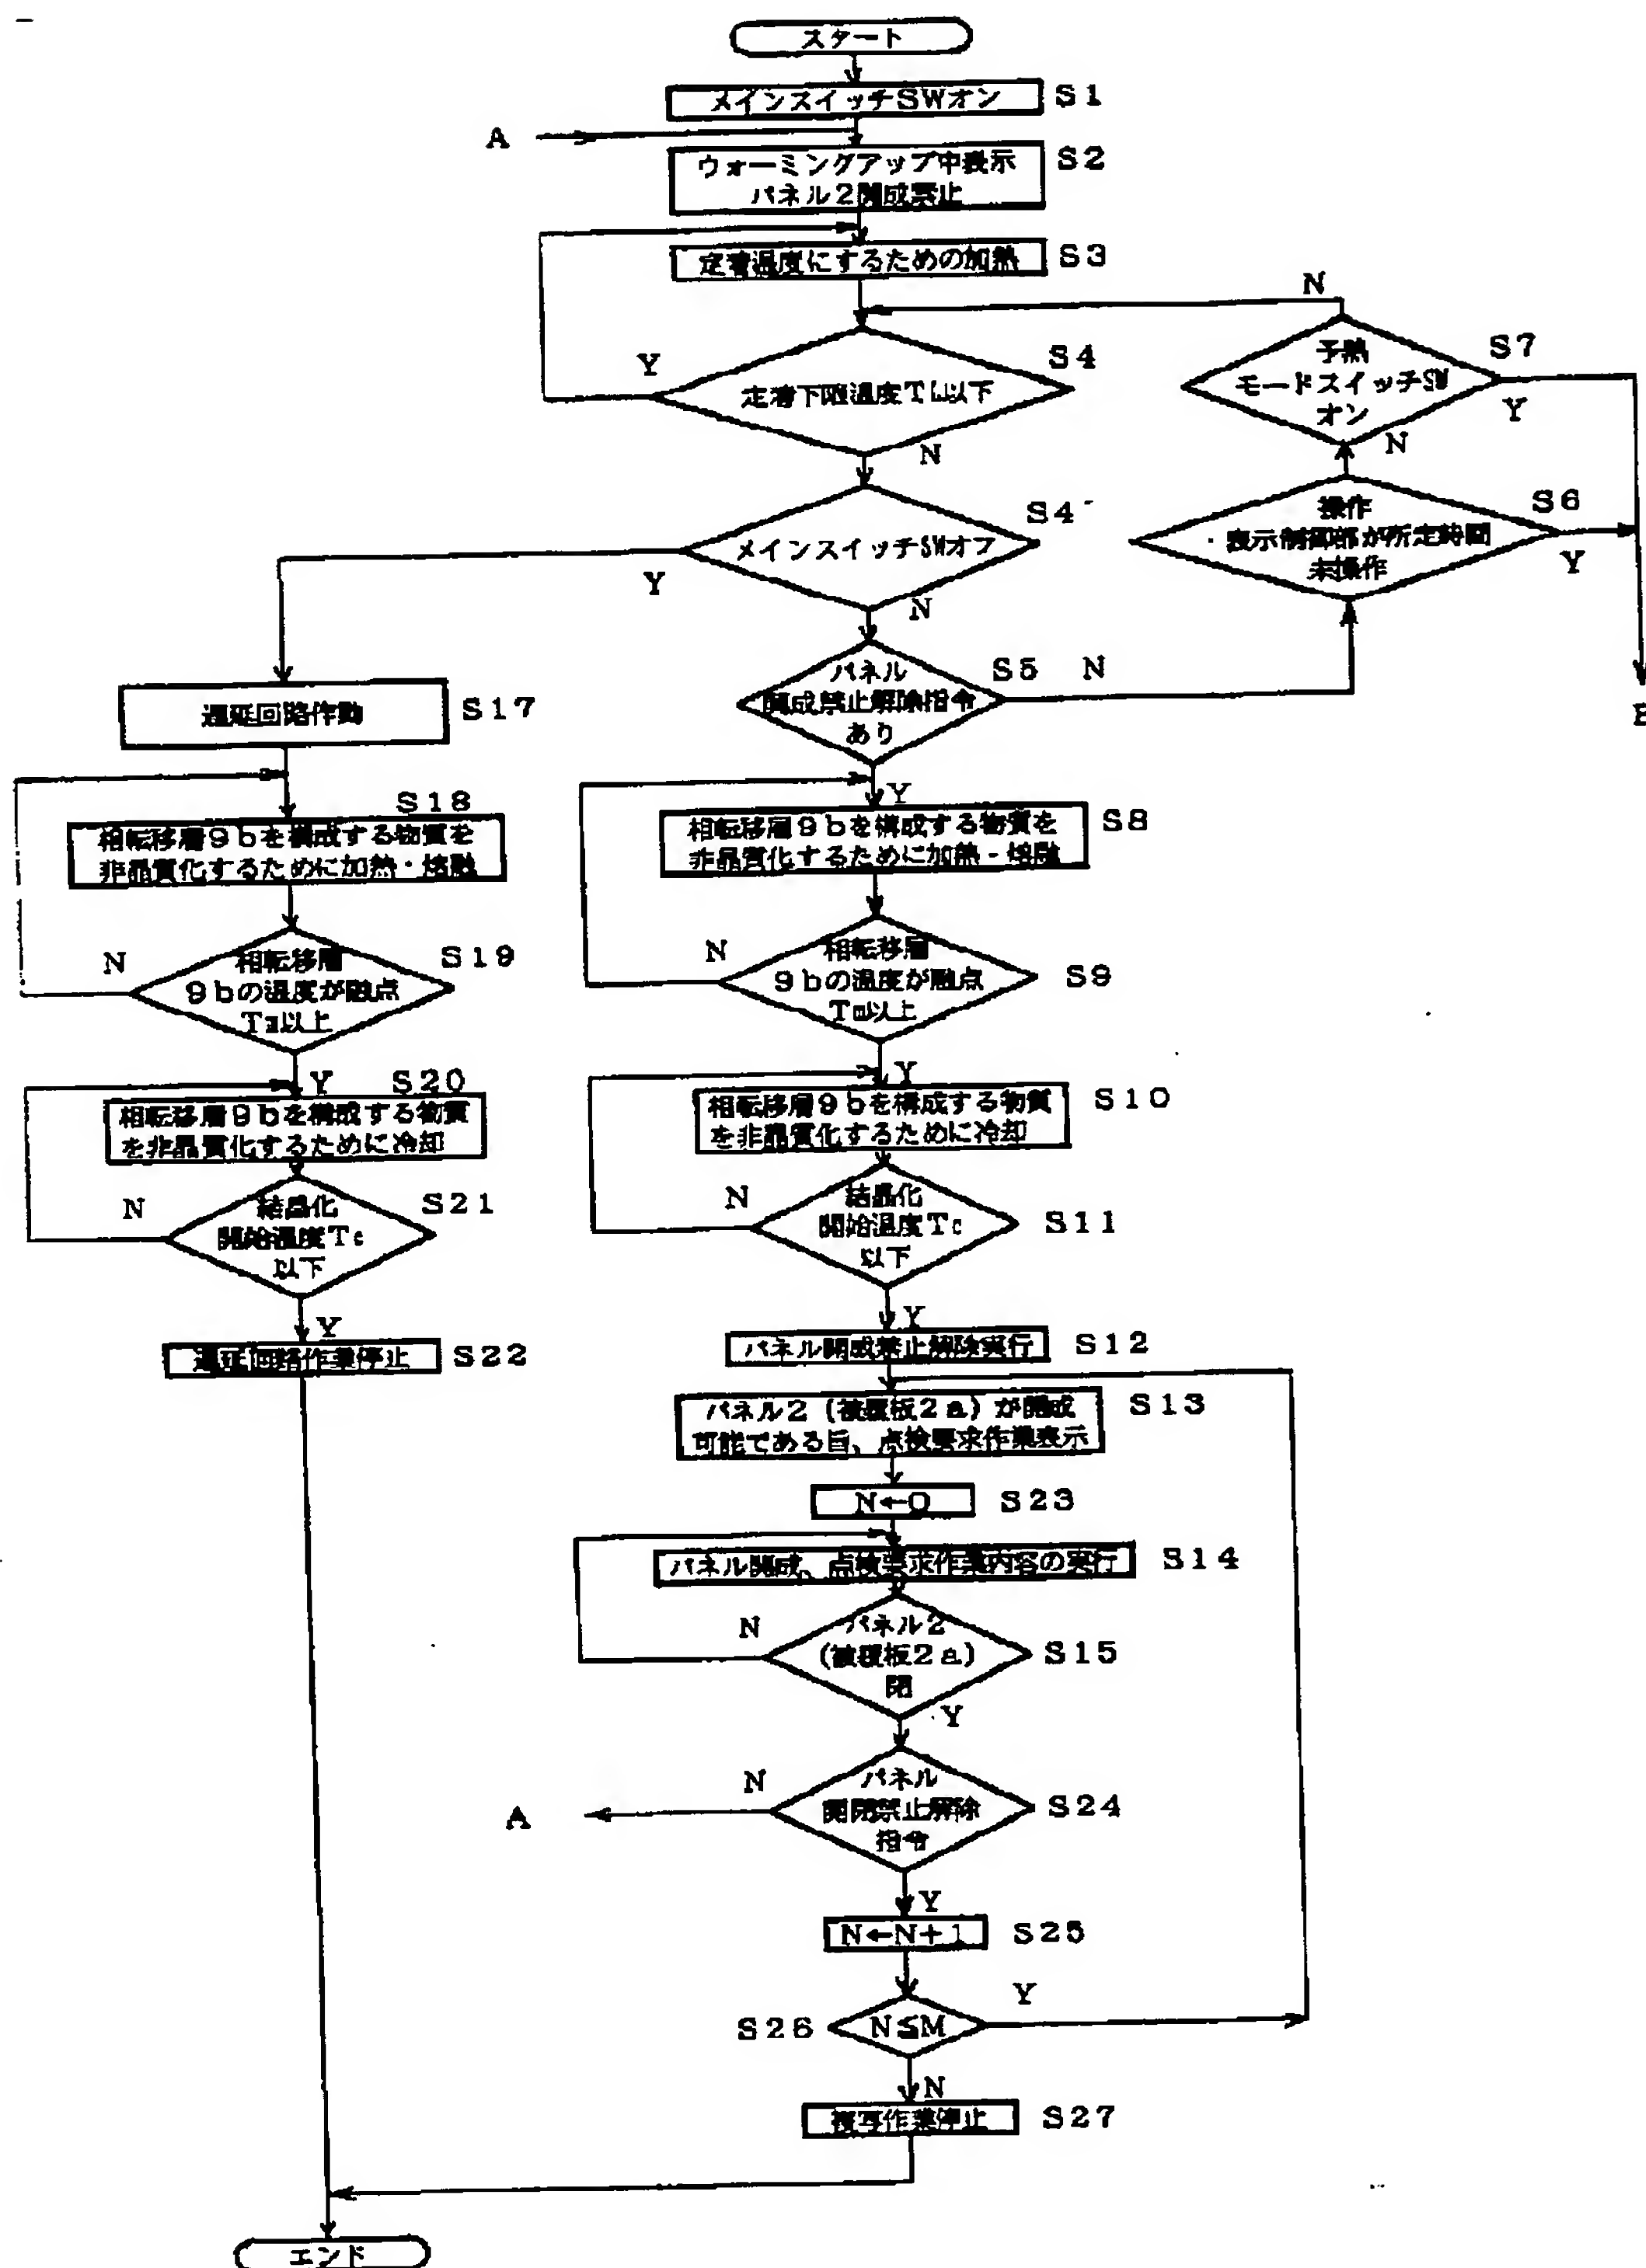 スタート
メインスイッチSWオン S1
A
ウォーミングアップ中表示
パネル2開成禁止
S2
定着温度にするための加熱 S3
N
予熱
モードスイッチSW
オン
S7
Y
定着下限温度TL以下
S4
Y
N
N
操作
・表示制御部が所定時間
未操作
S6
Y
メインスイッチSWオフ
S4'
Y
N
パネル
開成禁止解除指令
あり
S5 N
遅延回路作動 S17
Y
S18
相転移層9bを構成する物質を
非晶質化するために加熱・熔融
相転移層9bを構成する物質を
非晶質化するために加熱・熔融
S8
N
相転移層
9bの温度が融点
Tm以上
S19
N
相転移層
9bの温度が融点
Tm以上
S9
Y S20
相転移層9bを構成する物質
を非晶質化するために冷却
Y
相転移層9bを構成する物質
を非晶質化するために冷却
S10
N
結晶化
開始温度Tc
以下
S21
N
結晶化
開始温度Tc
以下
S11
Y
遅延回路作業停止 S22
Y
パネル開成禁止解除実行 S12
パネル2(被覆板2a)が開成
可能である旨、点検要求作業表示
S13
N←0 S23
パネル開成、点検要求作業内容の実行 S14
N
パネル2
(被覆板2a)
閉
S15
Y
N
パネル
開閉禁止解除
指令
S24
A
Y
N←N+1 S25
S26 N≦M Y
N
複写作業停止 S27
エンド